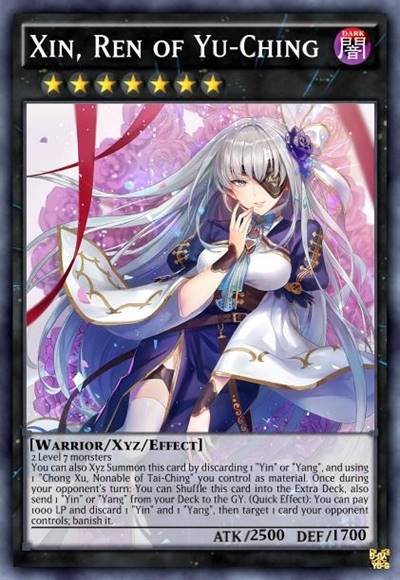 Xin, Ren of Yu-Ching
DARK
闇
[Warrior/Xyz/Effect]
2 Level 7 monsters
You can also Xyz Summon this card by discarding 1 "Yin" or "Yang", and using
1 "Chong Xu, Nonable of Tai-Ching" you control as material. Once during
your opponent's turn: You can Shuffle this card into the Extra Deck, also
send 1 "Yin" or "Yang" from your Deck to the GY. (Quick Effect): You can pay
1000 LP and discard 1 "Yin" and 1 "Yang", then target 1 card your opponent
controls; banish it.
ATK/2500 DEF/1700